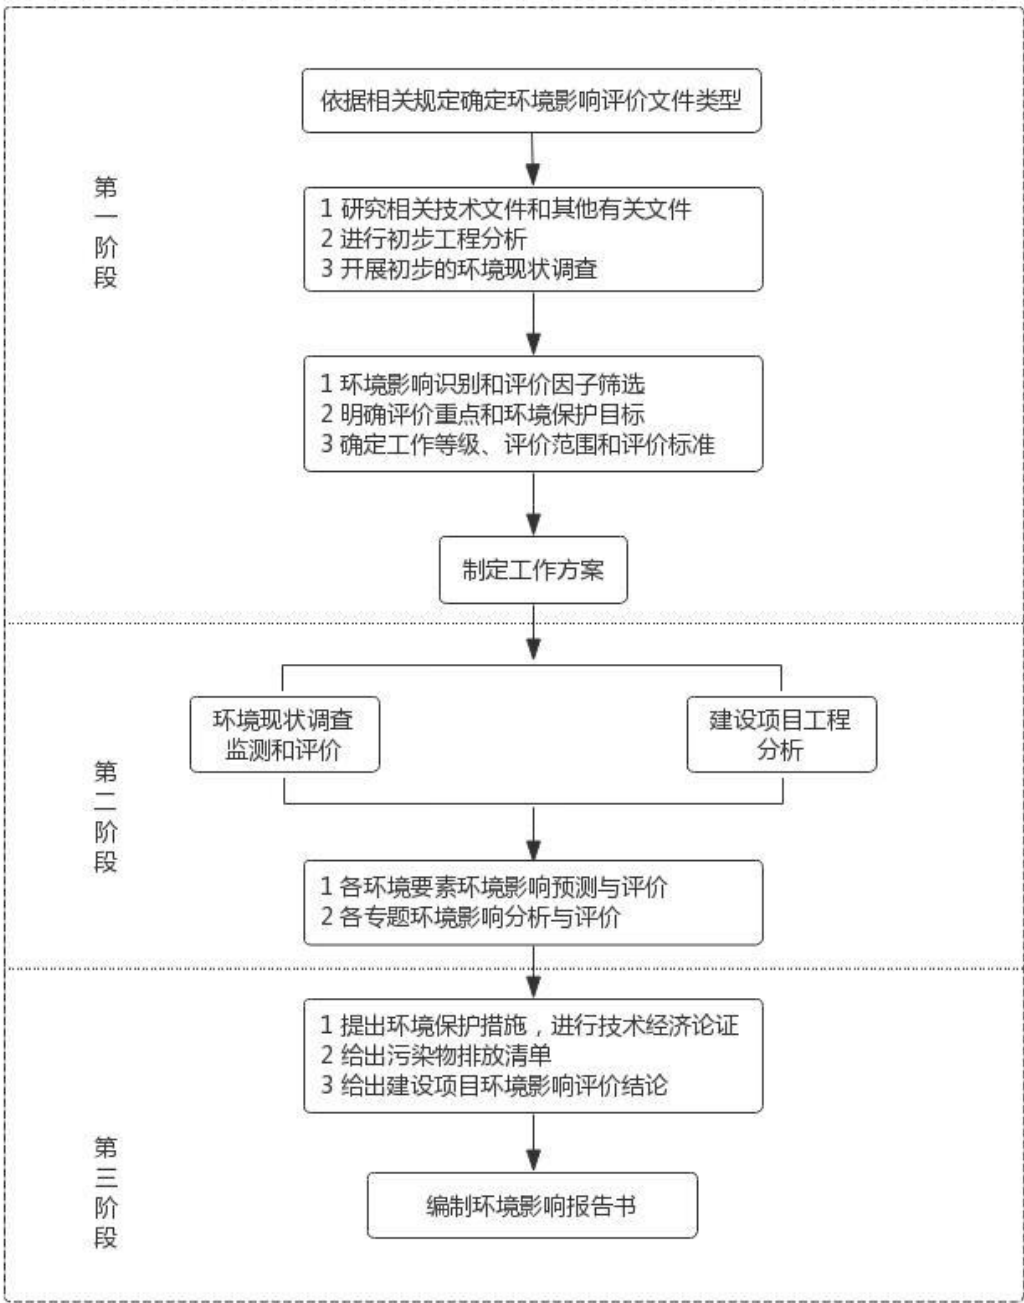 依据相关规定确定环境影响评价文件类型
第一阶段
1 研究相关技术文件和其他有关文件
2 进行初步工程分析
3 开展初步的环境现状调查
1 环境影响识别和评价因子筛选
2 明确评价重点和环境保护目标
3 确定工作等级、评价范围和评价标准
制定工作方案
第二阶段
环境现状调查
监测和评价
建设项目工程
分析
1 各环境要素环境影响预测与评价
2 各专题环境影响分析与评价
第三阶段
1 提出环境保护措施，进行技术经济论证
2 给出污染物排放清单
3 给出建设项目环境影响评价结论
编制环境影响报告书